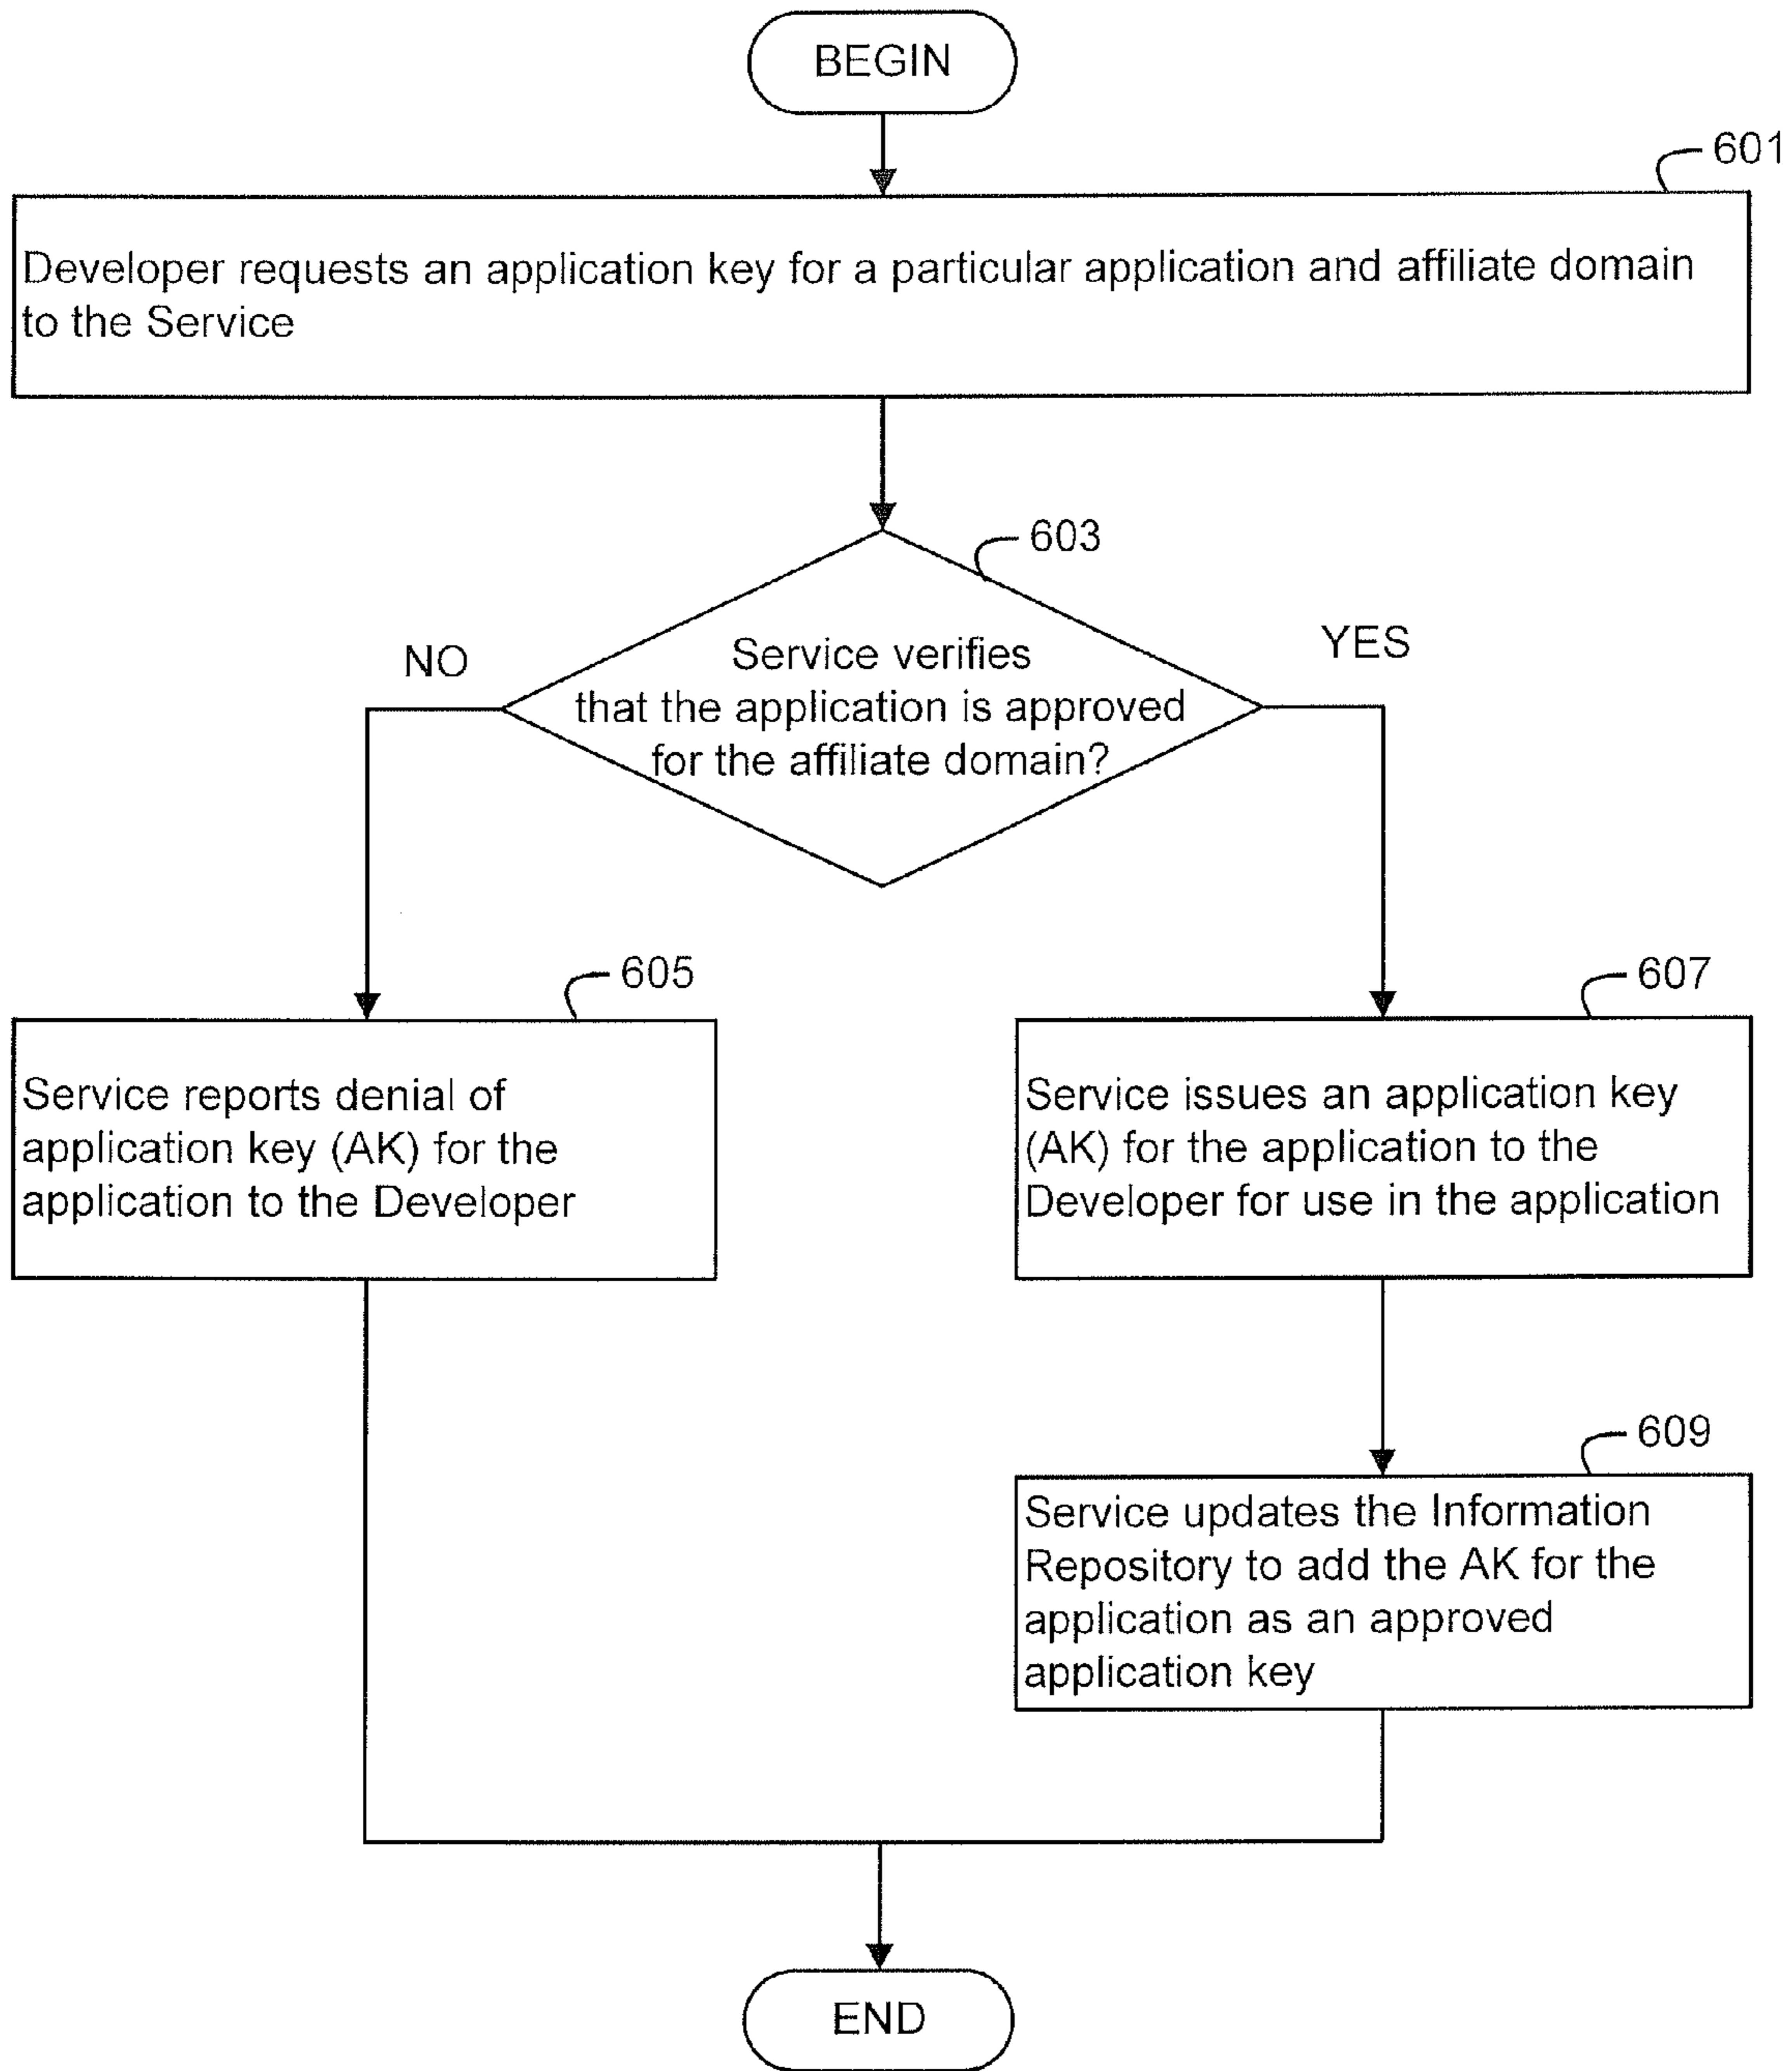 BEGIN
601
Developer requests an application key for a particular application and affiliate domain
to the Service
603
NO
YES
Service verifies
that the application is approved
for the affiliate domain?
605
Service reports denial of
application key (AK) for the
application to the Developer
607
Service issues an application key
(AK) for the application to the
Developer for use in the application
609
Service updates the Information
Repository to add the AK for the
application as an approved
application key
END